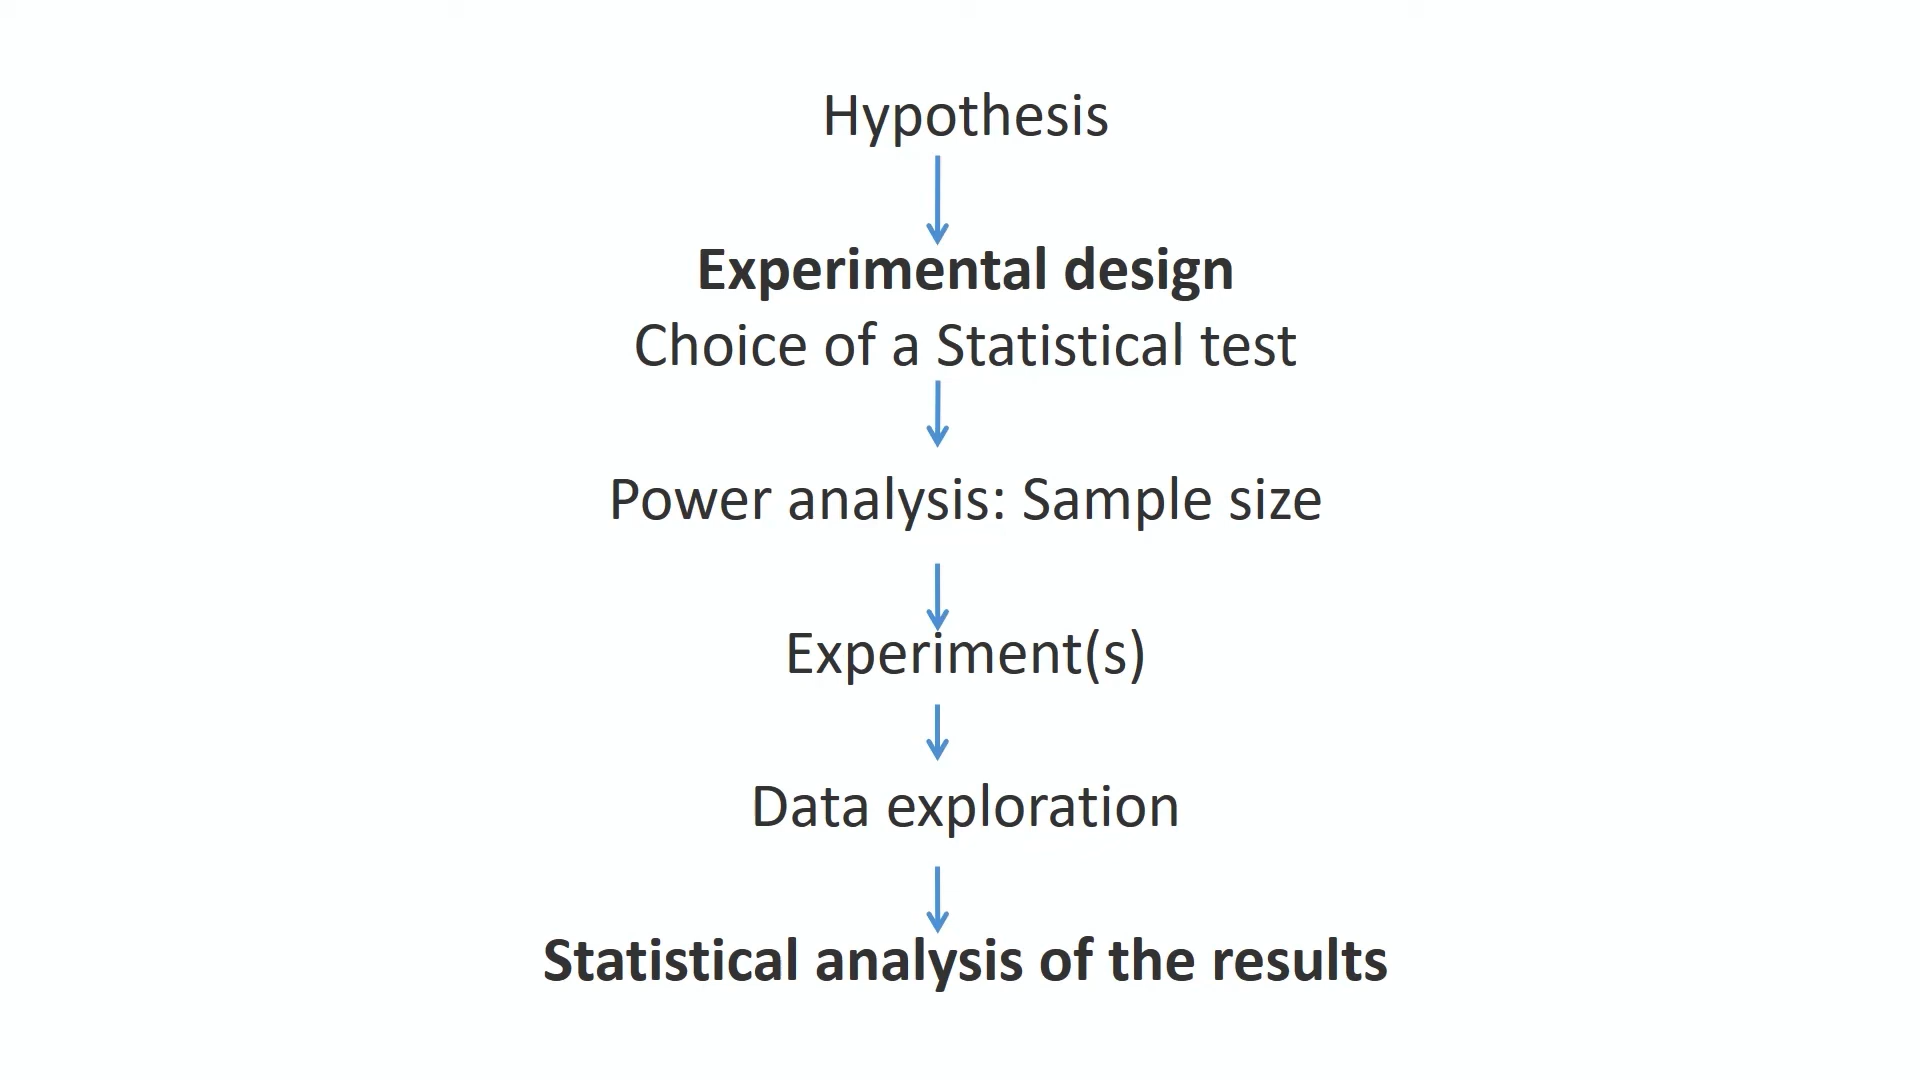 Hypothesis
Experimental design
Choice of a Statistical test
Power analysis: Sample size
Experiment(s)
Data exploration
Statistical analysis of the results